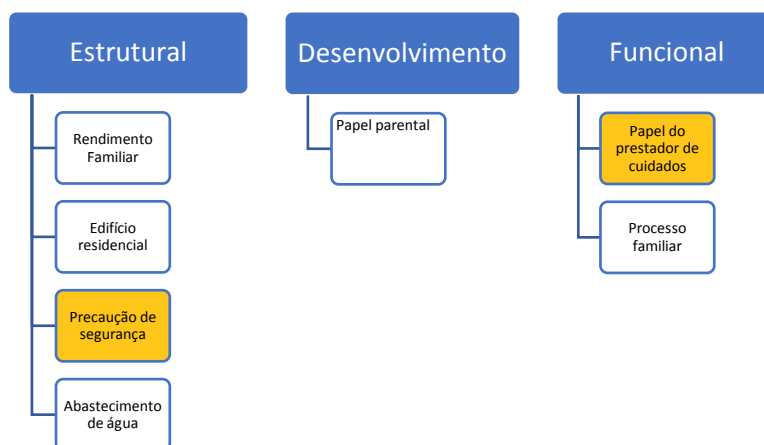 Estrutural
Rendimento
Familiar
Edifício
residencial
Precaução de
segurança
Abastecimento
de água
Desenvolvimento
Papel parental
Funcional
Papel do
prestador de
cuidados
Processo
familiar